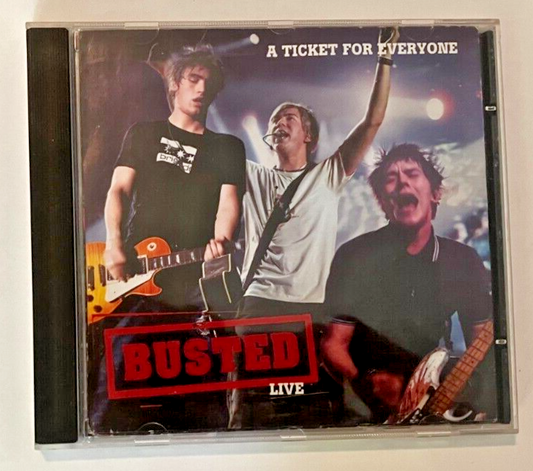 A TICKET FOR EVERYONE
BUSTED
LIVE